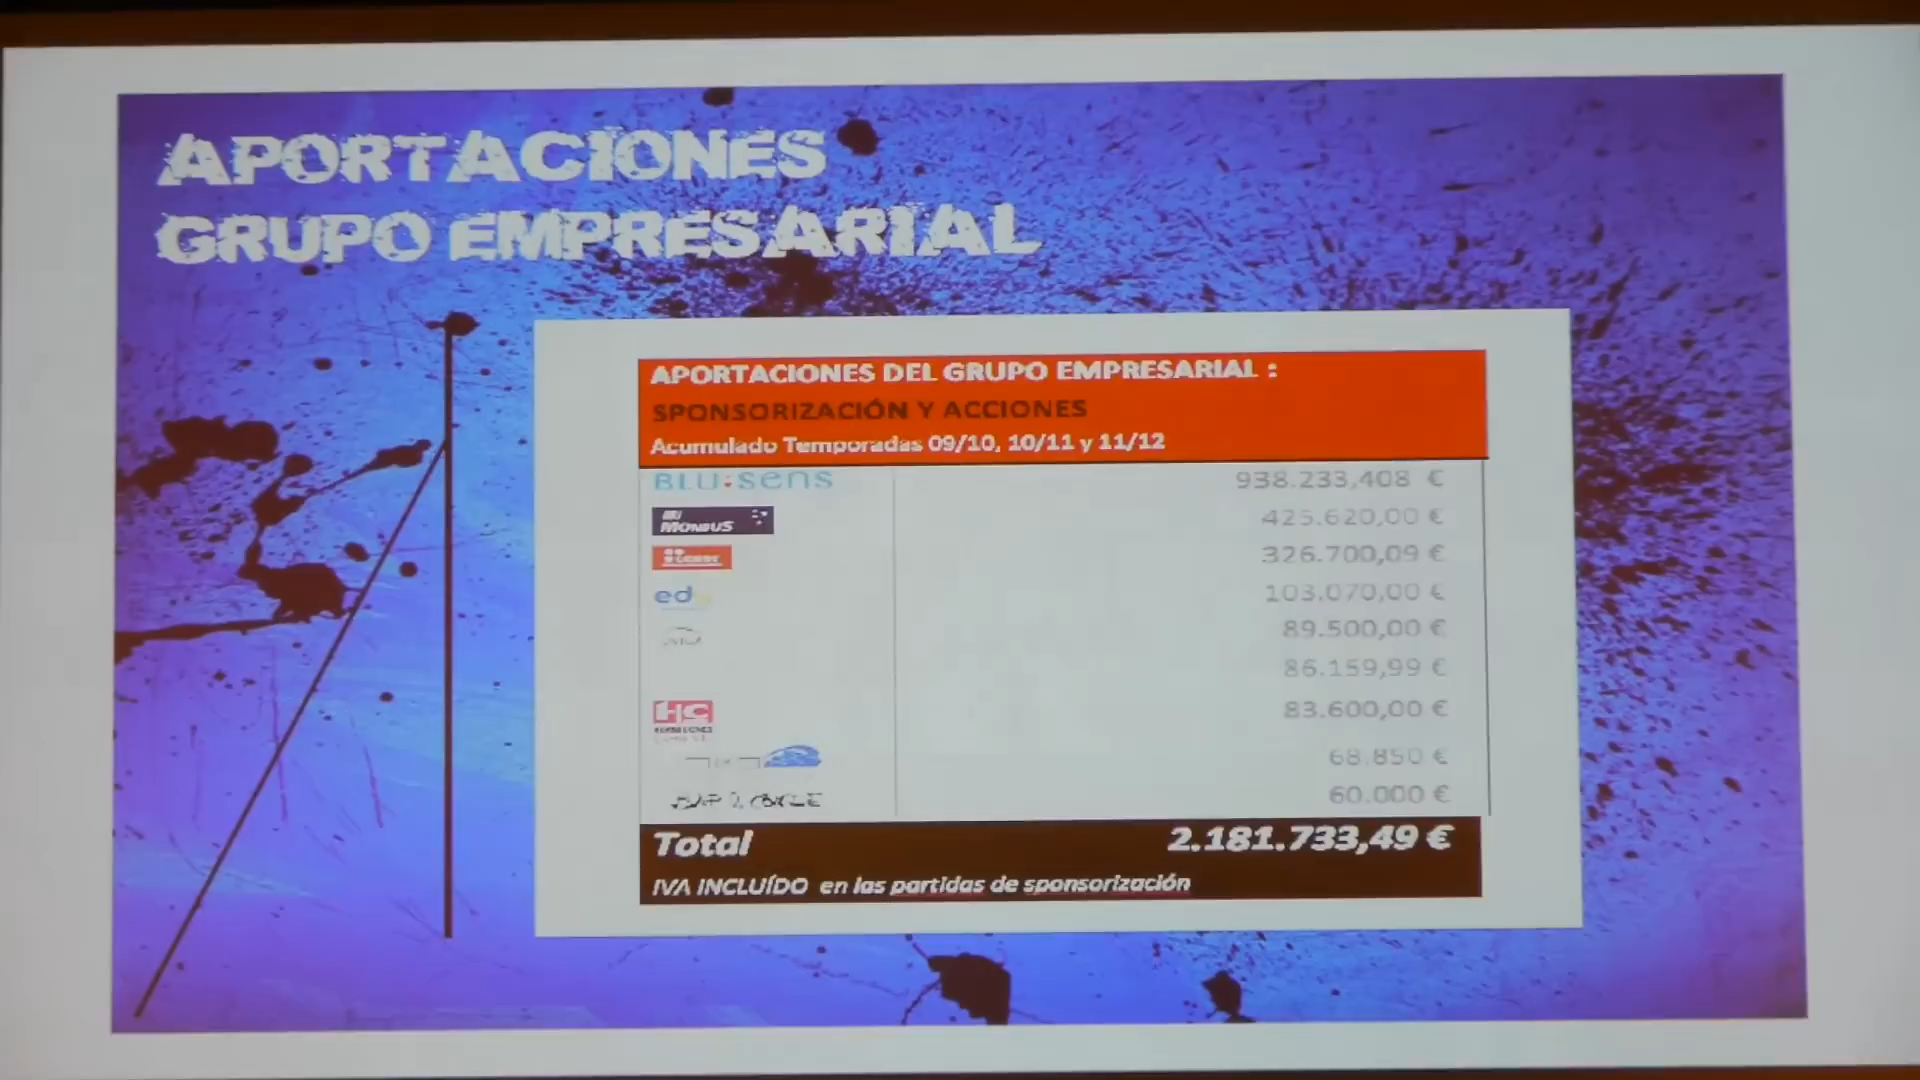 APORTACIONES
GRUPO EMPRESARIAL
APORTACIONES DEL GRUPO EMPRESARIAL :
SPONSORIZACIÓN Y ACCIONES
Acumulado Temporadas 09/10, 10/11 y 11/12
BLU:sens 938.233,408 €
MONBUS 425.620,00 €
326.700,09 €
ed 103.070,00 €
89.500,00 €
86.159,99 €
HC 83.600,00 €
68.850 €
60.000 €
Total 2.181.733,49 €
IVA INCLUÍDO en las partidas de sponsorización